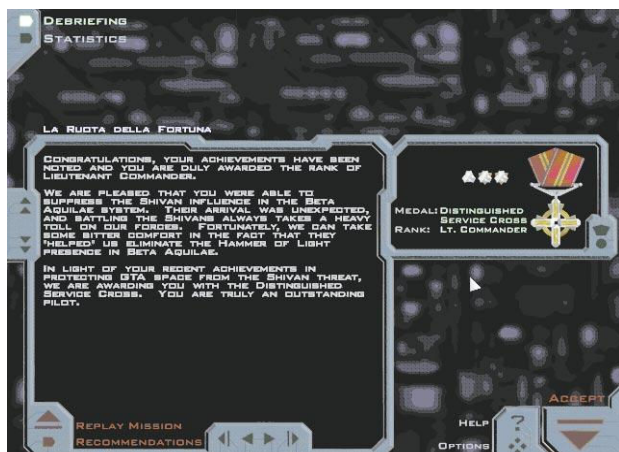 Debriefing
Statistics
La Ruota della Fortuna
Congratulations, your achievements have been
noted and you are duly awarded the rank of
Lieutenant Commander.
We are pleased that you were able to
suppress the Shivan influence in the Beta
Aquilae system. Their arrival was unexpected,
and battling the Shivans always takes a heavy
toll on our forces. Fortunately, we can take
some bitter comfort in the fact that they
'helped' us eliminate the Hammer of Light
presence in Beta Aquilae.
In light of your recent achievements in
protecting GTA space from the Shivan threat,
we are awarding you with the Distinguished
Service Cross. You are truly an outstanding
pilot.
Medal: Distinguished
Service Cross
Rank: Lt. Commander
Replay Mission
Recommendations
Accept
Help
?
Options